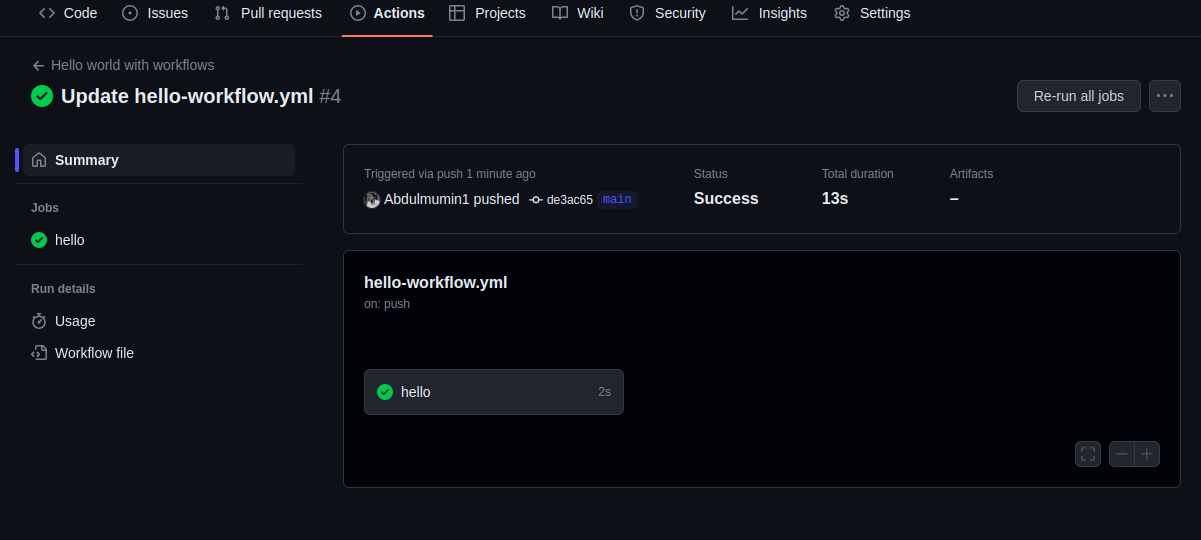 Code Issues Pull requests Actions Projects Wiki Security Insights Settings
Hello world with workflows
Update hello-workflow.yml #4
Re-run all jobs
Summary
Jobs
hello
Run details
Usage
Workflow file
Triggered via push 1 minute ago
Abdulmumin1 pushed de3ac65 main
Status
Success
Total duration
13s
Artifacts
–
hello-workflow.yml
on: push
hello 2s